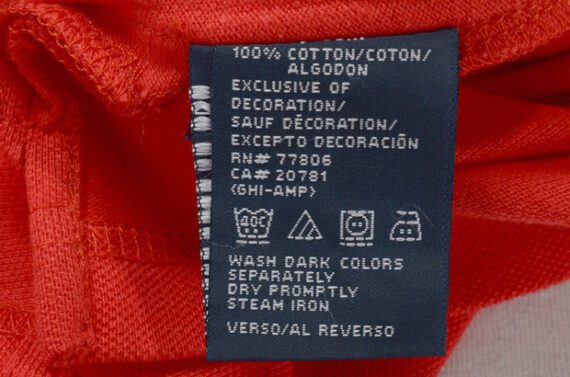 100% COTTON/COTON/
ALGODON
EXCLUSIVE OF
DECORATION/
SAUF DÉCORATION/
EXCEPTO DECORACIÓN
RN# 77806
CA# 20781
(GHI-AMP)
40C
WASH DARK COLORS
SEPARATELY
DRY PROMPTLY
STEAM IRON
VERSO/AL REVERSO